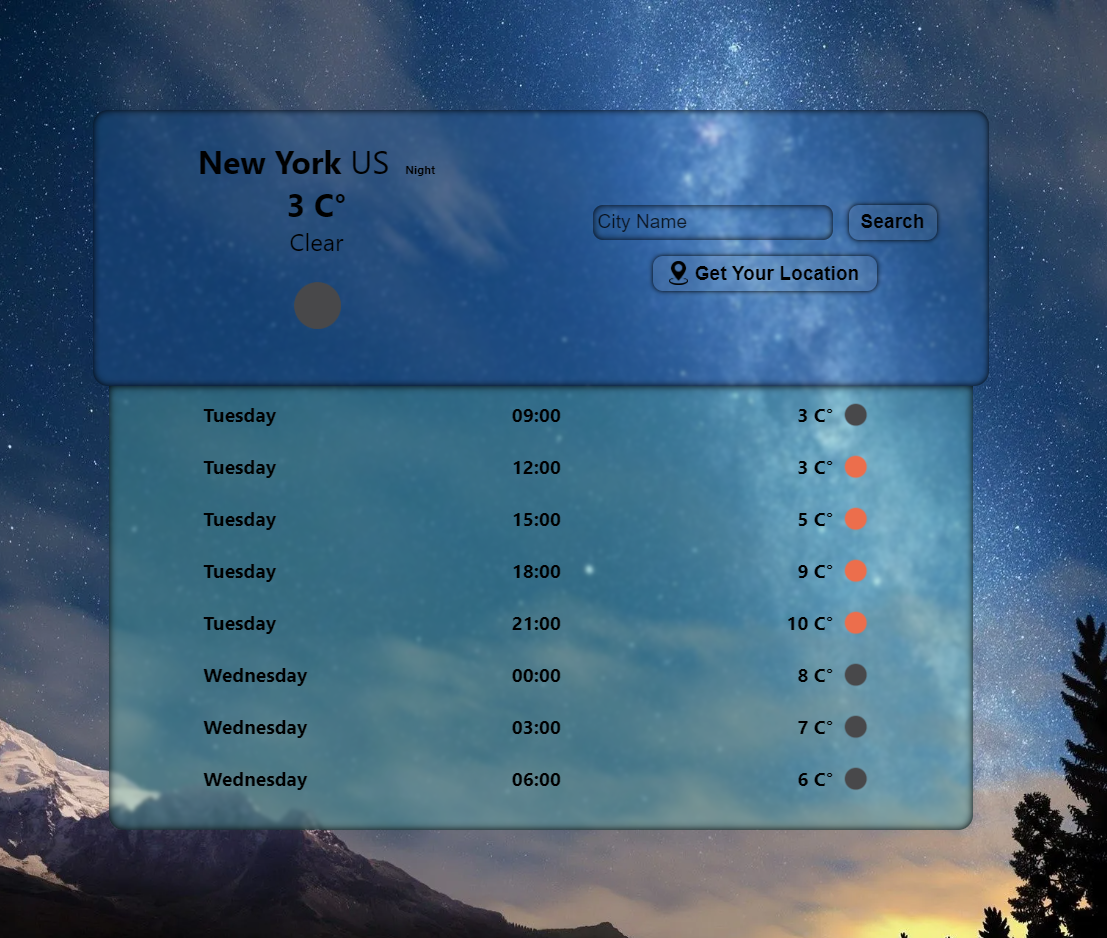 New York US Night
3 C°
Clear
City Name Search
Get Your Location
Tuesday 09:00 3 C°
Tuesday 12:00 3 C°
Tuesday 15:00 5 C°
Tuesday 18:00 9 C°
Tuesday 21:00 10 C°
Wednesday 00:00 8 C°
Wednesday 03:00 7 C°
Wednesday 06:00 6 C°